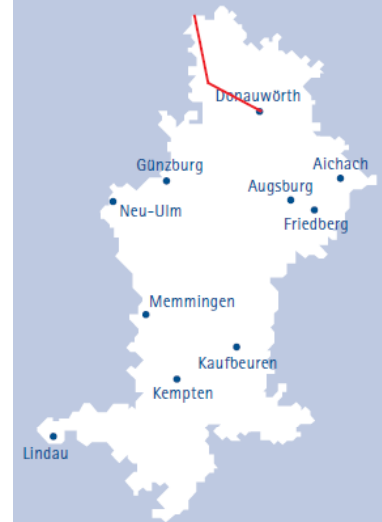 Donauwörth
Günzburg
Aichach
Augsburg
Neu-Ulm
Friedberg
Memmingen
Kaufbeuren
Kempten
Lindau